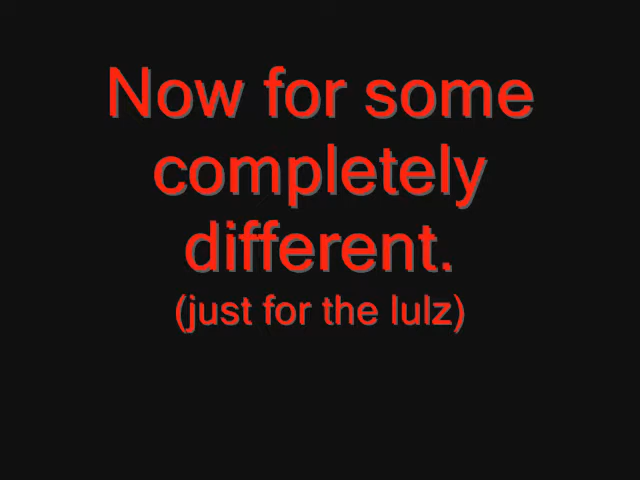 Now for some
completely
different.
(just for the lulz)